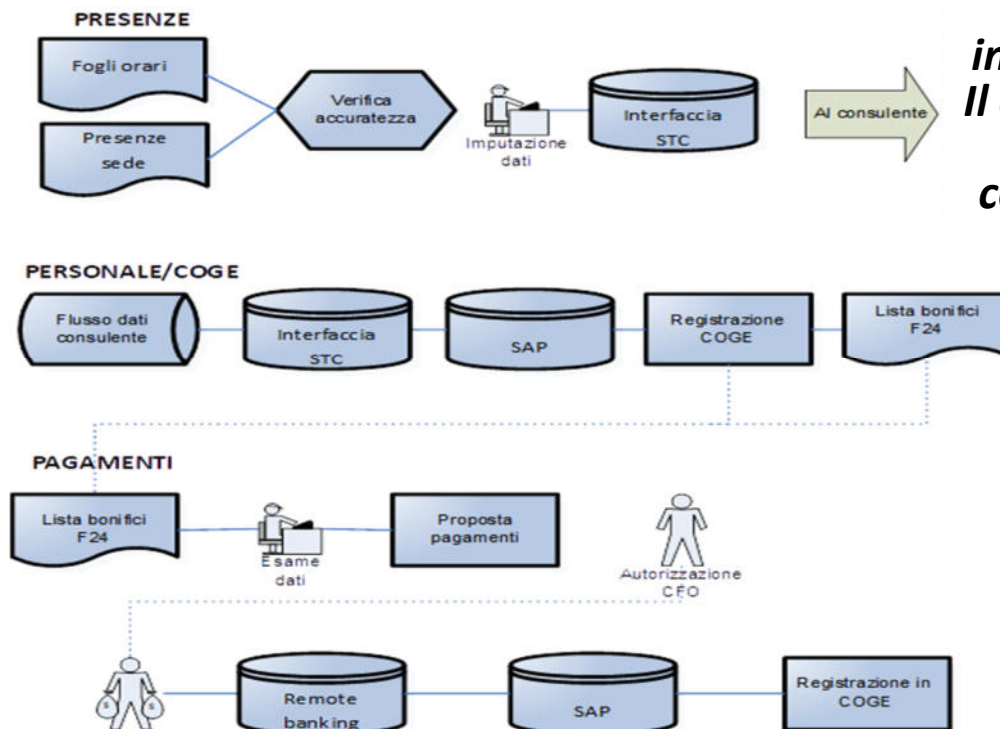 PRESENZE
Fogli orari
Presenze
sede
Verifica
accuratezza
Imputazione
dati
Interfaccia
STC
Al consulente
Il
PERSONALE/COGE
Flusso dati
consulente
Interfaccia
STC
SAP
Registrazione
COGE
Lista bonifici
F24
PAGAMENTI
Lista bonifici
F24
Esame
dati
Proposta
pagamenti
Autorizzazione
CFO
Remote
banking
SAP
Registrazione in
COGE